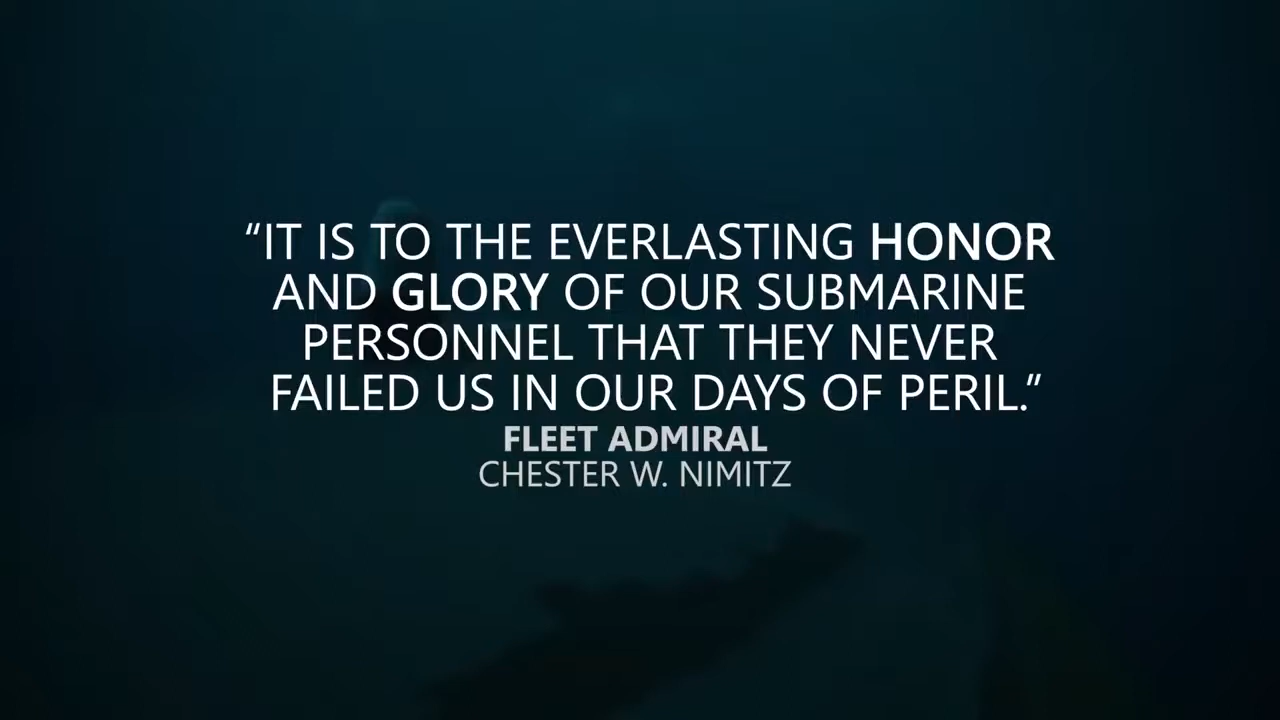 “IT IS TO THE EVERLASTING HONOR
AND GLORY OF OUR SUBMARINE
PERSONNEL THAT THEY NEVER
FAILED US IN OUR DAYS OF PERIL.”
FLEET ADMIRAL
CHESTER W. NIMITZ